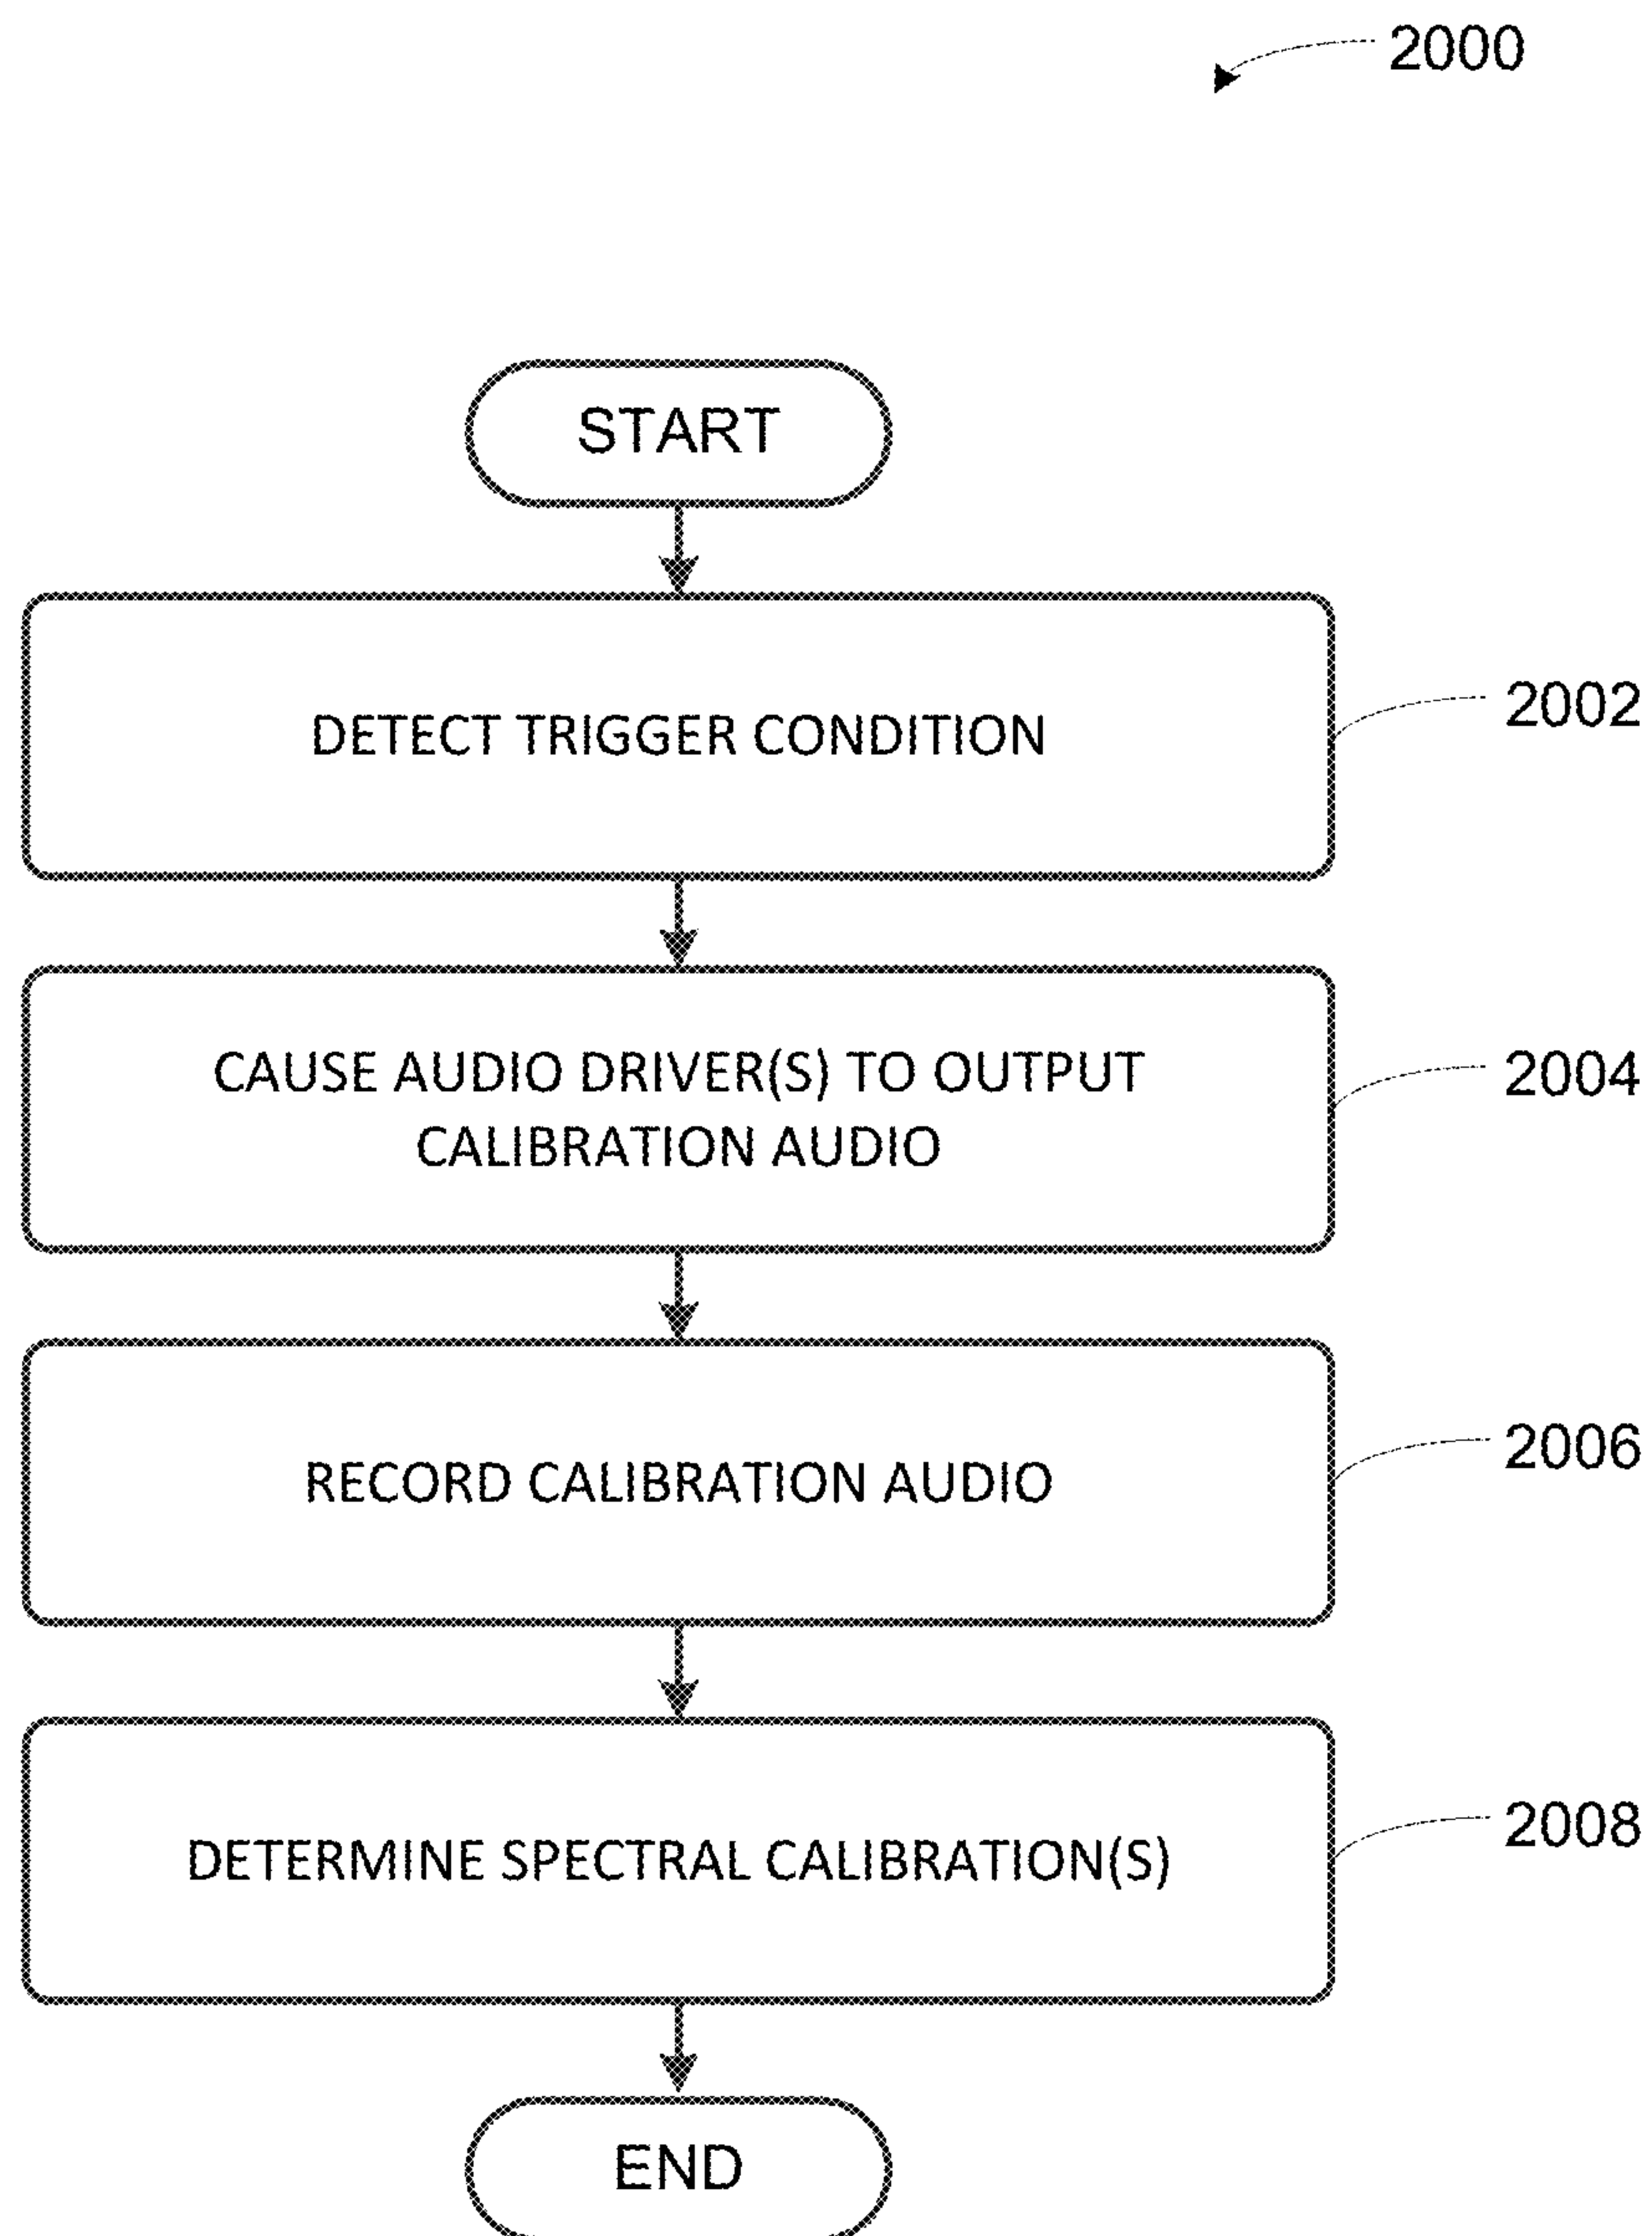 2000
START
DETECT TRIGGER CONDITION
2002
CAUSE AUDIO DRIVER(S) TO OUTPUT
CALIBRATION AUDIO
2004
RECORD CALIBRATION AUDIO
2006
DETERMINE SPECTRAL CALIBRATION(S)
2008
END